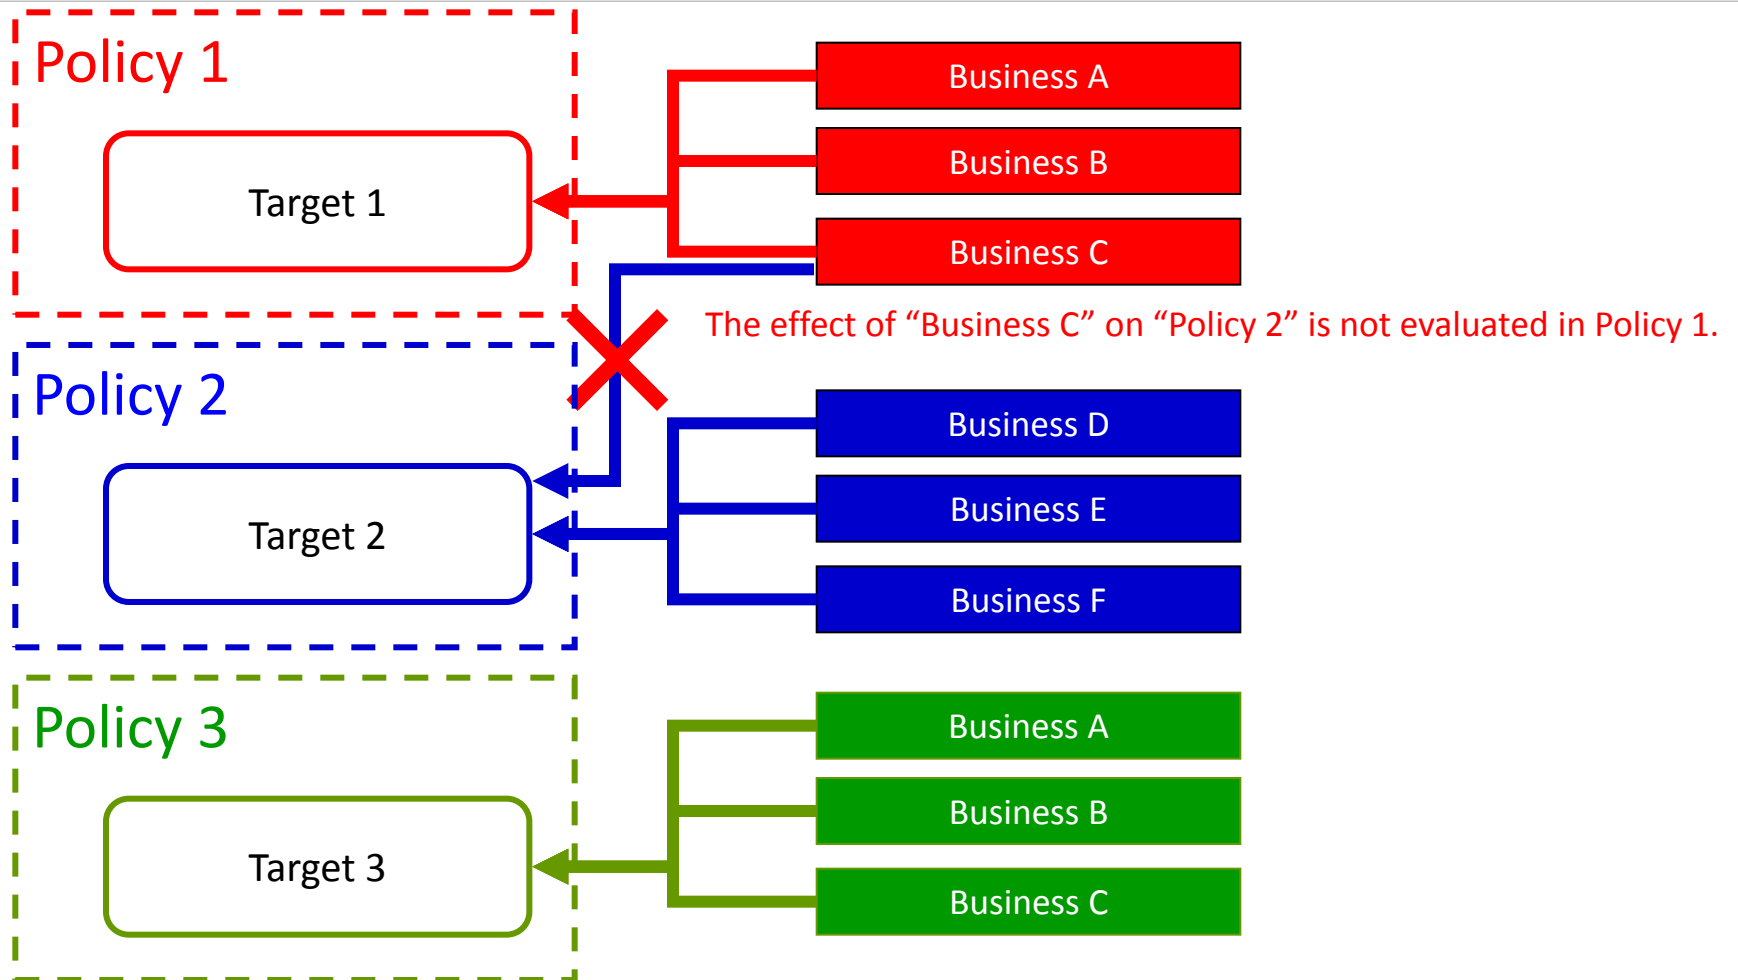 Policy 1
Target 1
Business A
Business B
Business C
The effect of “Business C” on “Policy 2” is not evaluated in Policy 1.
Policy 2
Target 2
Business D
Business E
Business F
Policy 3
Target 3
Business A
Business B
Business C